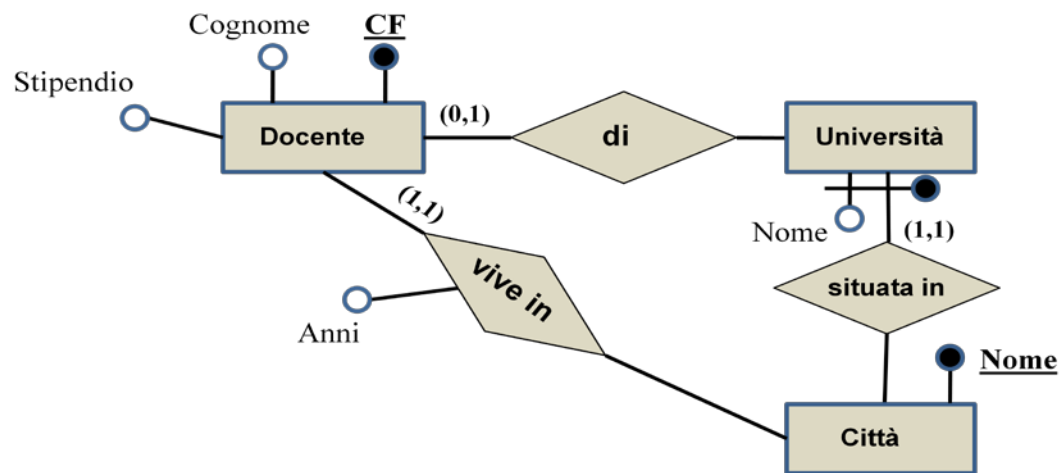 Cognome
CF
Stipendio
Docente
(0,1)
di
Università
(1,1)
Nome
(1,1)
vive in
situata in
Anni
Nome
Città